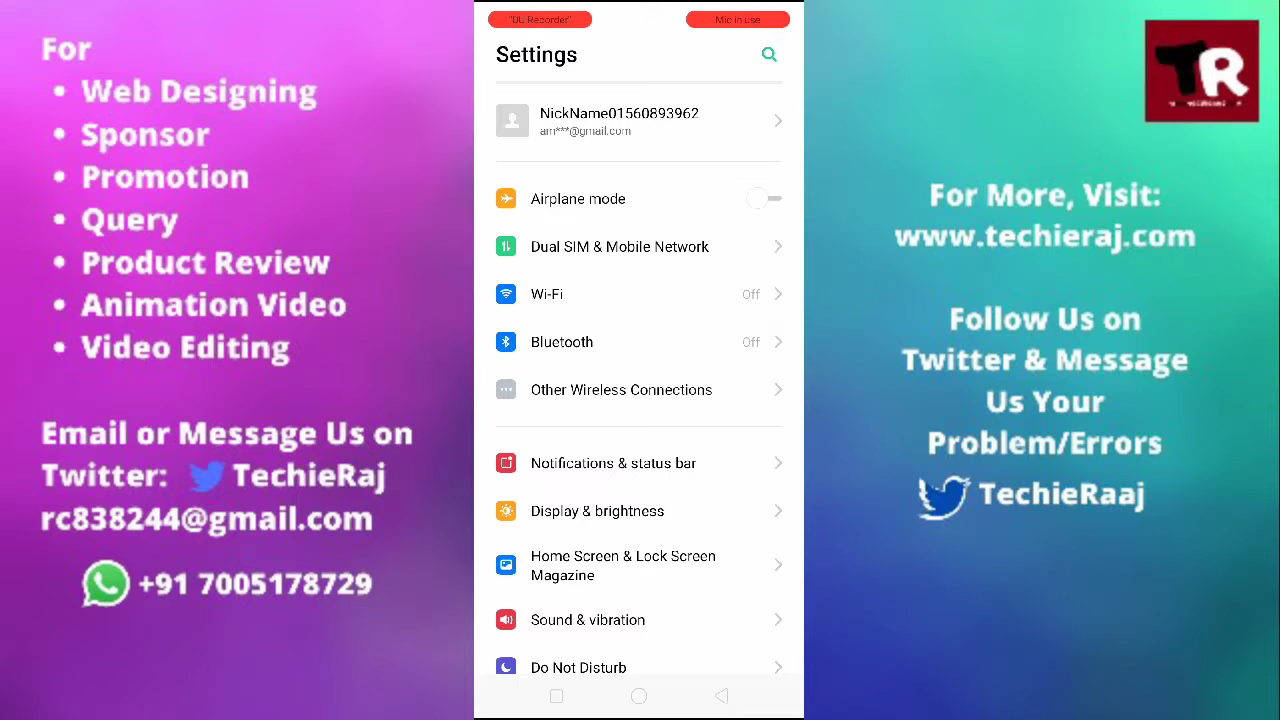 For
• Web Designing
• Sponsor
• Promotion
• Query
• Product Review
• Animation Video
• Video Editing
Email or Message Us on
Twitter: TechieRaj
rc838244@gmail.com
+91 7005178729
"DU Recorder"
Mic in use
Settings
NickName01560893962
am***@gmail.com
Airplane mode
Dual SIM & Mobile Network
Wi-Fi Off
Bluetooth Off
Other Wireless Connections
Notifications & status bar
Display & brightness
Home Screen & Lock Screen
Magazine
Sound & vibration
Do Not Disturb
TR
For More, Visit:
www.techieraj.com
Follow Us on
Twitter & Message
Us Your
Problem/Errors
TechieRaaj